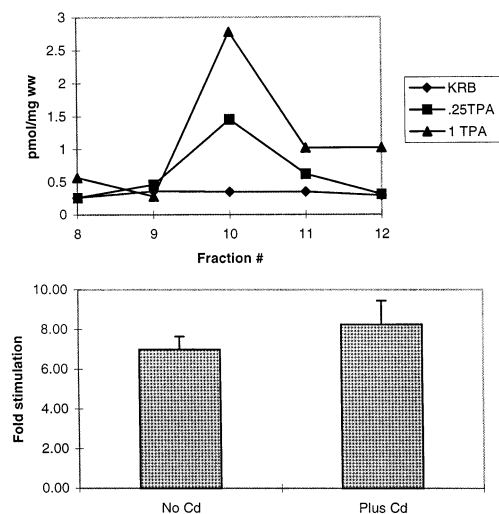 3
2.5
2
1.5
1
0.5
0
8
9
10
11
12
pmol/mg ww
Fraction #
KRB
.25TPA
1 TPA
10.00
8.00
6.00
4.00
2.00
0.00
Fold stimulation
No Cd
Plus Cd